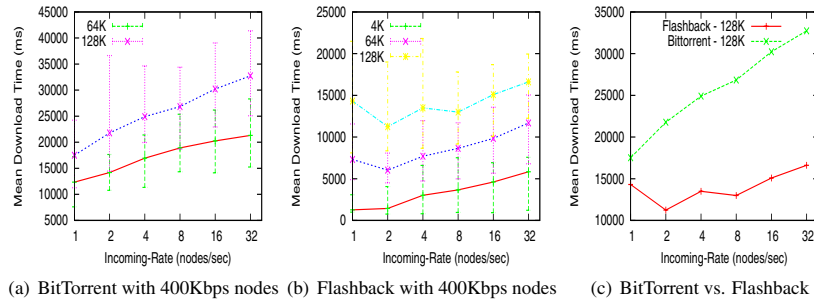 64K
128K
45000
40000
35000
30000
25000
20000
15000
10000
5000
Mean Download Time (ms)
1 2 4 8 16 32
Incoming-Rate (nodes/sec)
(a) BitTorrent with 400Kbps nodes
4K
64K
128K
25000
20000
15000
10000
5000
0
Mean Download Time (ms)
1 2 4 8 16 32
Incoming-Rate (nodes/sec)
(b) Flashback with 400Kbps nodes
Flashback - 128K
Bittorrent - 128K
35000
30000
25000
20000
15000
10000
Mean Download Time (ms)
1 2 4 8 16 32
Incoming-Rate (nodes/sec)
(c) BitTorrent vs. Flashback